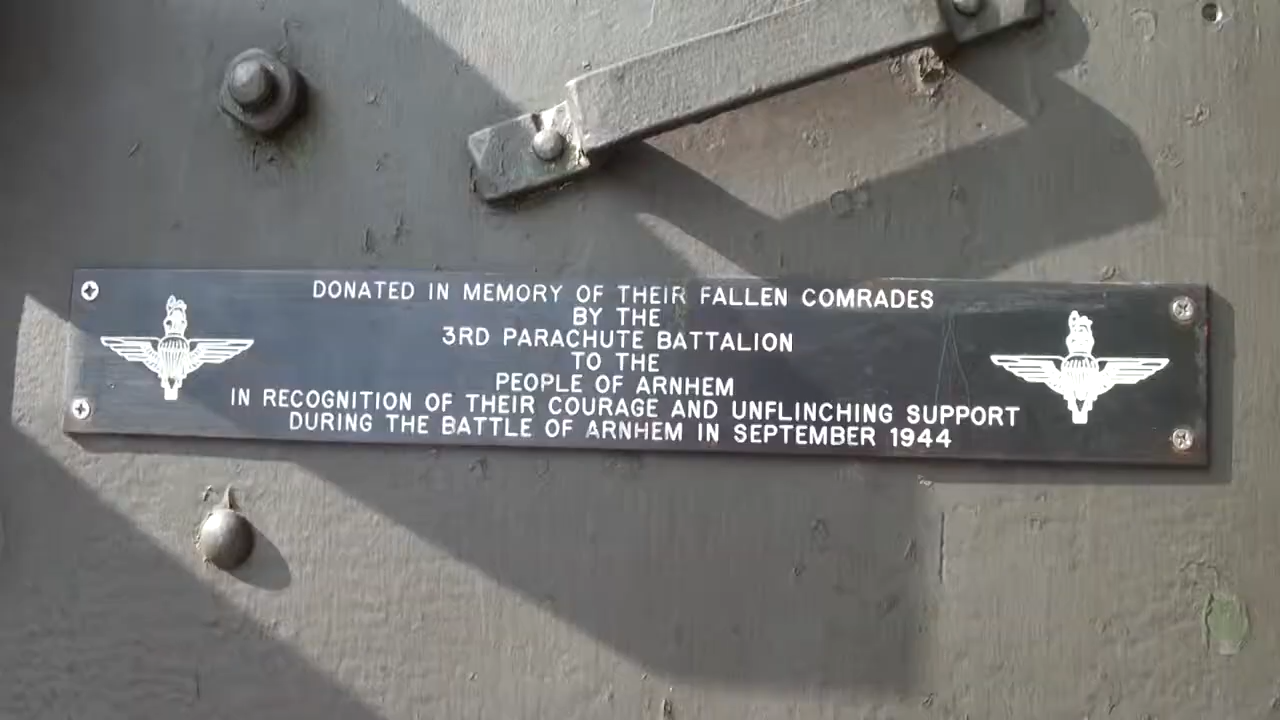 DONATED IN MEMORY OF THEIR FALLEN COMRADES
BY THE
3RD PARACHUTE BATTALION
TO THE
PEOPLE OF ARNHEM
IN RECOGNITION OF THEIR COURAGE AND UNFLINCHING SUPPORT
DURING THE BATTLE OF ARNHEM IN SEPTEMBER 1944